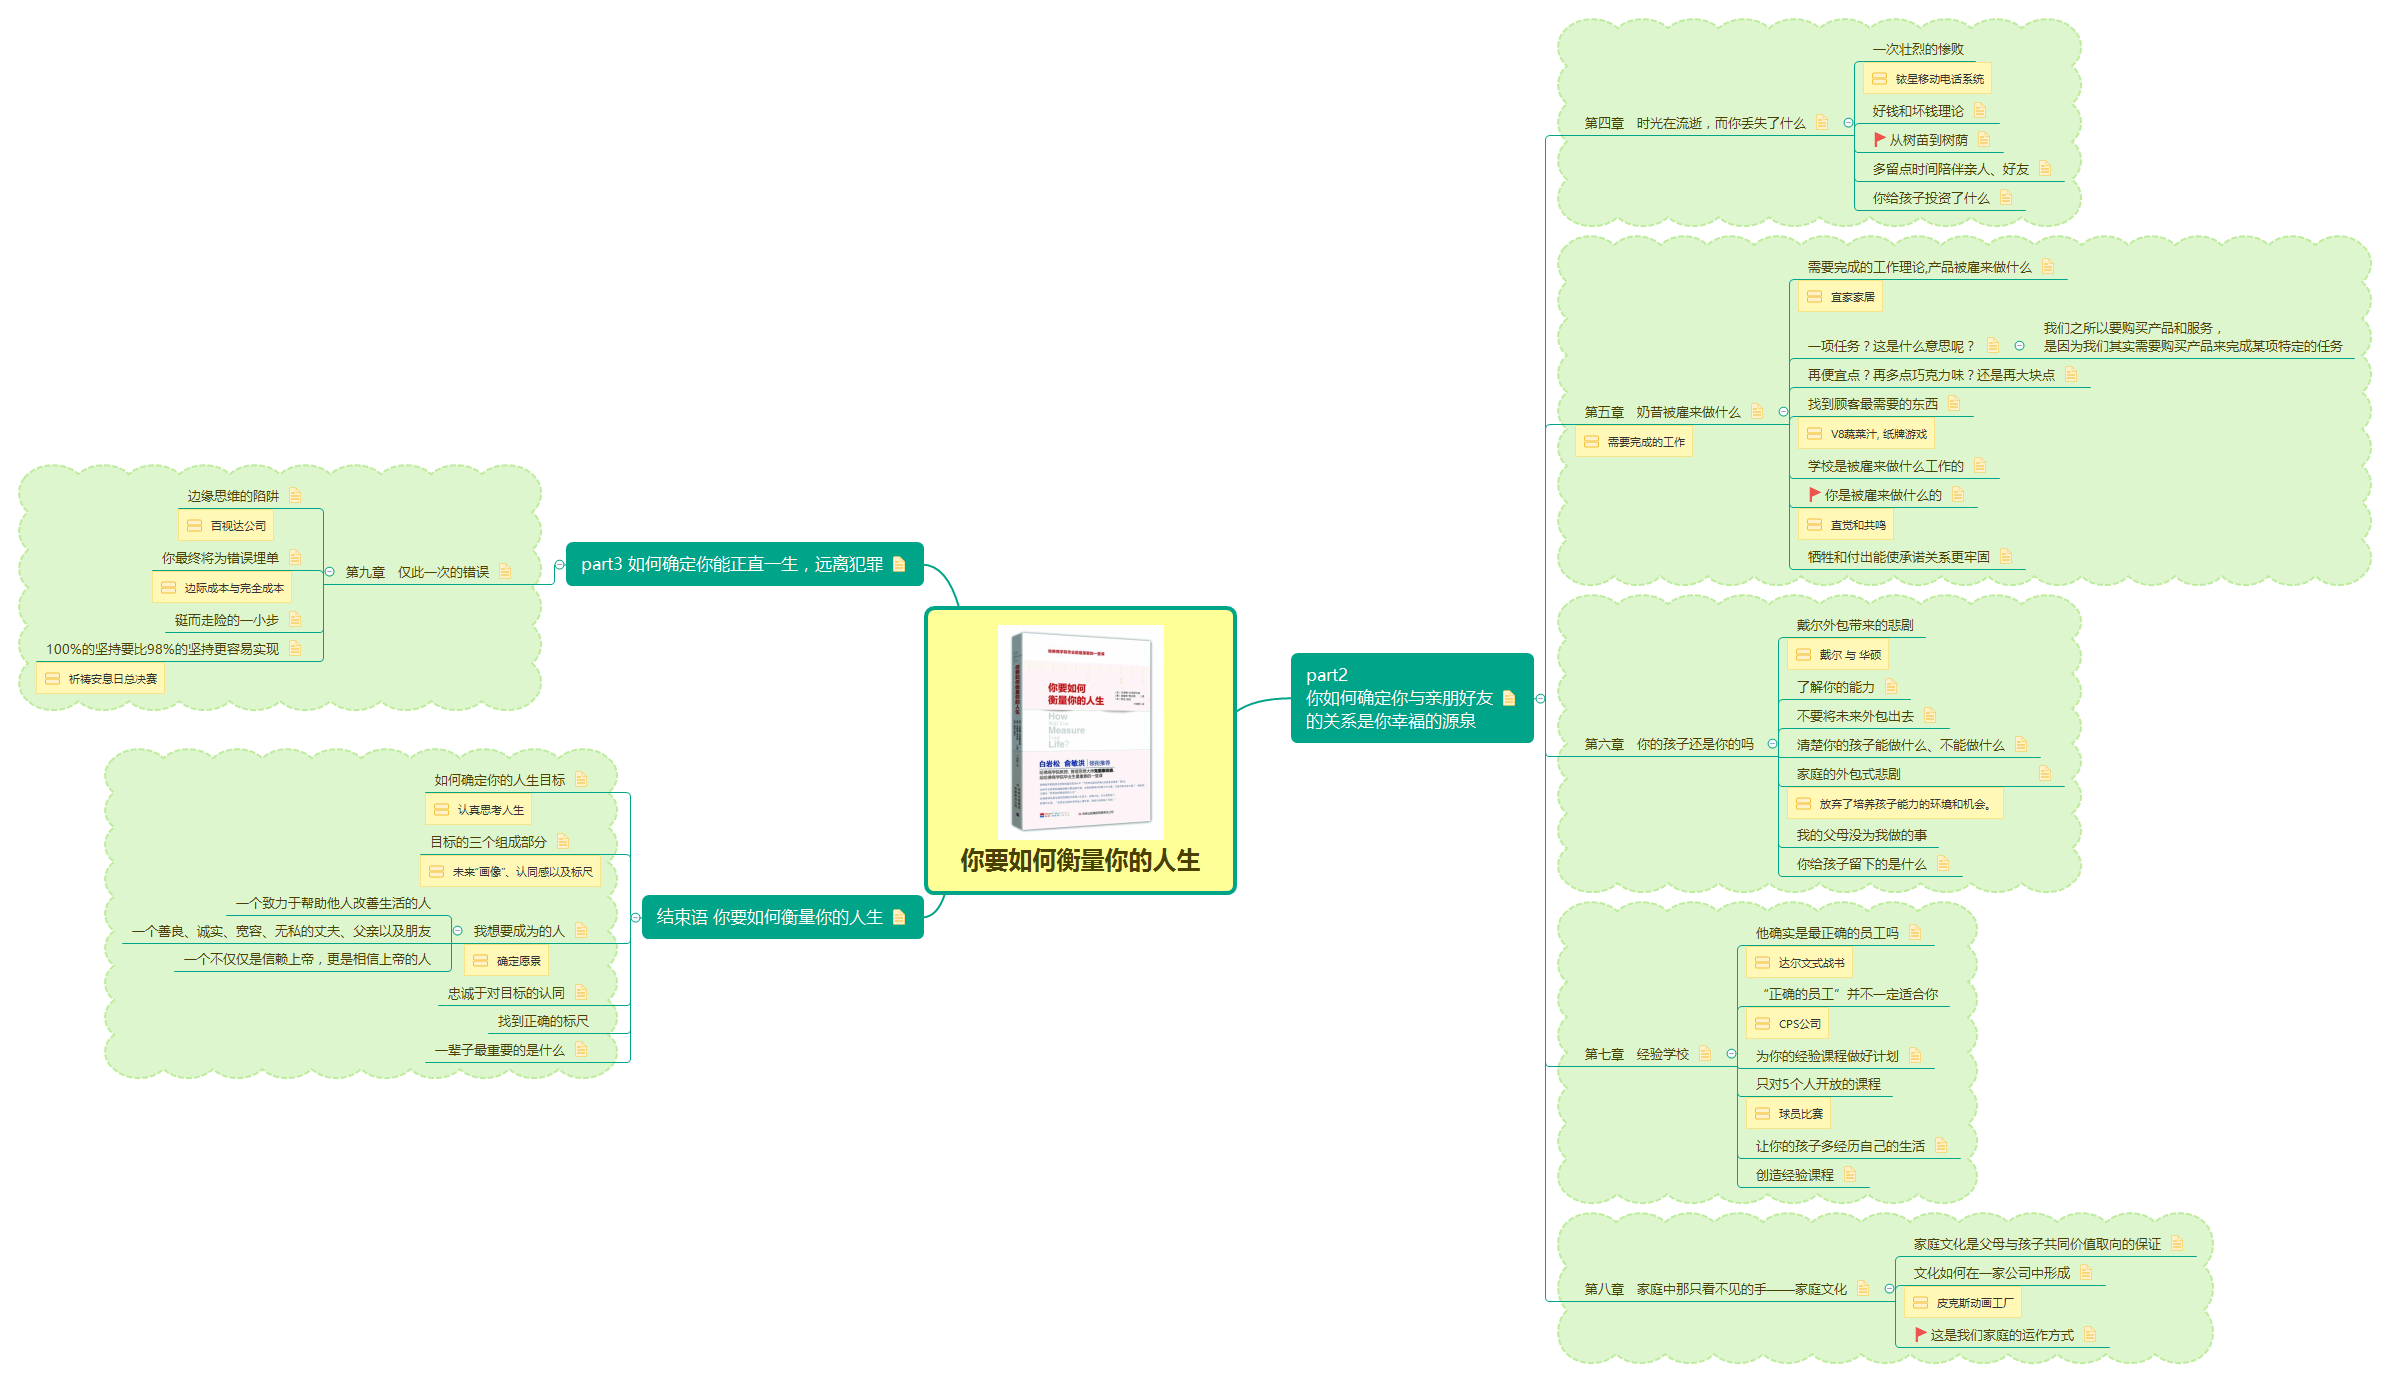 你要如何
衡量你的人生
How
Measure
Life?
白岩松 俞敏洪
你要如何衡量你的人生
part2
你如何确定你与亲朋好友
的关系是你幸福的源泉
第四章 时光在流逝，而你丢失了什么
一次壮烈的惨败
铱星移动电话系统
好钱和坏钱理论
从树苗到树荫
多留点时间陪伴亲人、好友
你给孩子投资了什么
第五章 奶昔被雇来做什么
需要完成的工作
需要完成的工作理论,产品被雇来做什么
宜家家居
一项任务？这是什么意思呢？
我们之所以要购买产品和服务，
是因为我们其实需要购买产品来完成某项特定的任务
再便宜点？再多点巧克力味？还是再大块点
找到顾客最需要的东西
V8蔬菜汁, 纸牌游戏
学校是被雇来做什么工作的
你是被雇来做什么的
直觉和共鸣
牺牲和付出能使承诺关系更牢固
第六章 你的孩子还是你的吗
戴尔外包带来的悲剧
戴尔 与 华硕
了解你的能力
不要将未来外包出去
清楚你的孩子能做什么、不能做什么
家庭的外包式悲剧
放弃了培养孩子能力的环境和机会。
我的父母没为我做的事
你给孩子留下的是什么
第七章 经验学校
他确实是最正确的员工吗
达尔文式战书
“正确的员工”并不一定适合你
CPS公司
为你的经验课程做好计划
只对5个人开放的课程
球员比赛
让你的孩子多经历自己的生活
创造经验课程
第八章 家庭中那只看不见的手——家庭文化
家庭文化是父母与孩子共同价值取向的保证
文化如何在一家公司中形成
皮克斯动画工厂
这是我们家庭的运作方式
part3 如何确定你能正直一生，远离犯罪
第九章 仅此一次的错误
边缘思维的陷阱
百视达公司
你最终将为错误埋单
边际成本与完全成本
铤而走险的一小步
100%的坚持要比98%的坚持更容易实现
祈祷安息日总决赛
结束语 你要如何衡量你的人生
如何确定你的人生目标
认真思考人生
目标的三个组成部分
未来“画像”、认同感以及标尺
我想要成为的人
确定愿景
一个致力于帮助他人改善生活的人
一个善良、诚实、宽容、无私的丈夫、父亲以及朋友
一个不仅仅是信赖上帝，更是相信上帝的人
忠诚于对目标的认同
找到正确的标尺
一辈子最重要的是什么